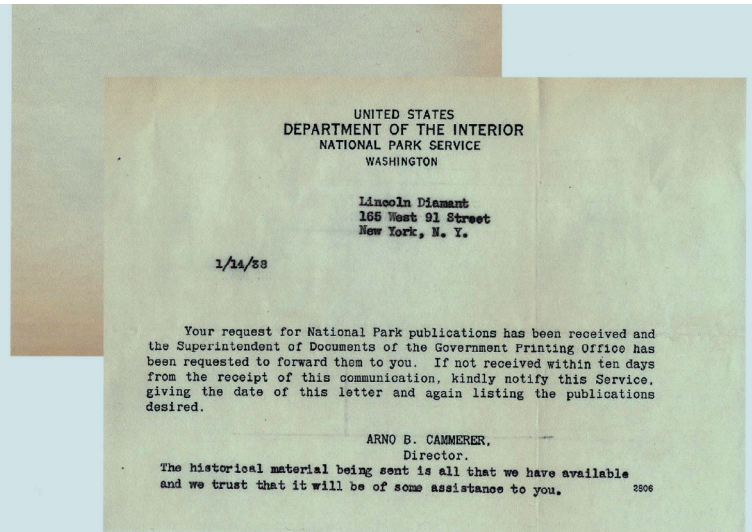 UNITED STATES
DEPARTMENT OF THE INTERIOR
NATIONAL PARK SERVICE
WASHINGTON
Lincoln Diamant
165 West 91 Street
New York, N. Y.
1/14/38
Your request for National Park publications has been received and
the Superintendent of Documents of the Government Printing Office has
been requested to forward them to you. If not received within ten days
from the receipt of this communication, kindly notify this Service,
giving the date of this letter and again listing the publications
desired.
ARNO B. CAMMERER,
Director.
The historical material being sent is all that we have available
and we trust that it will be of some assistance to you.
2806